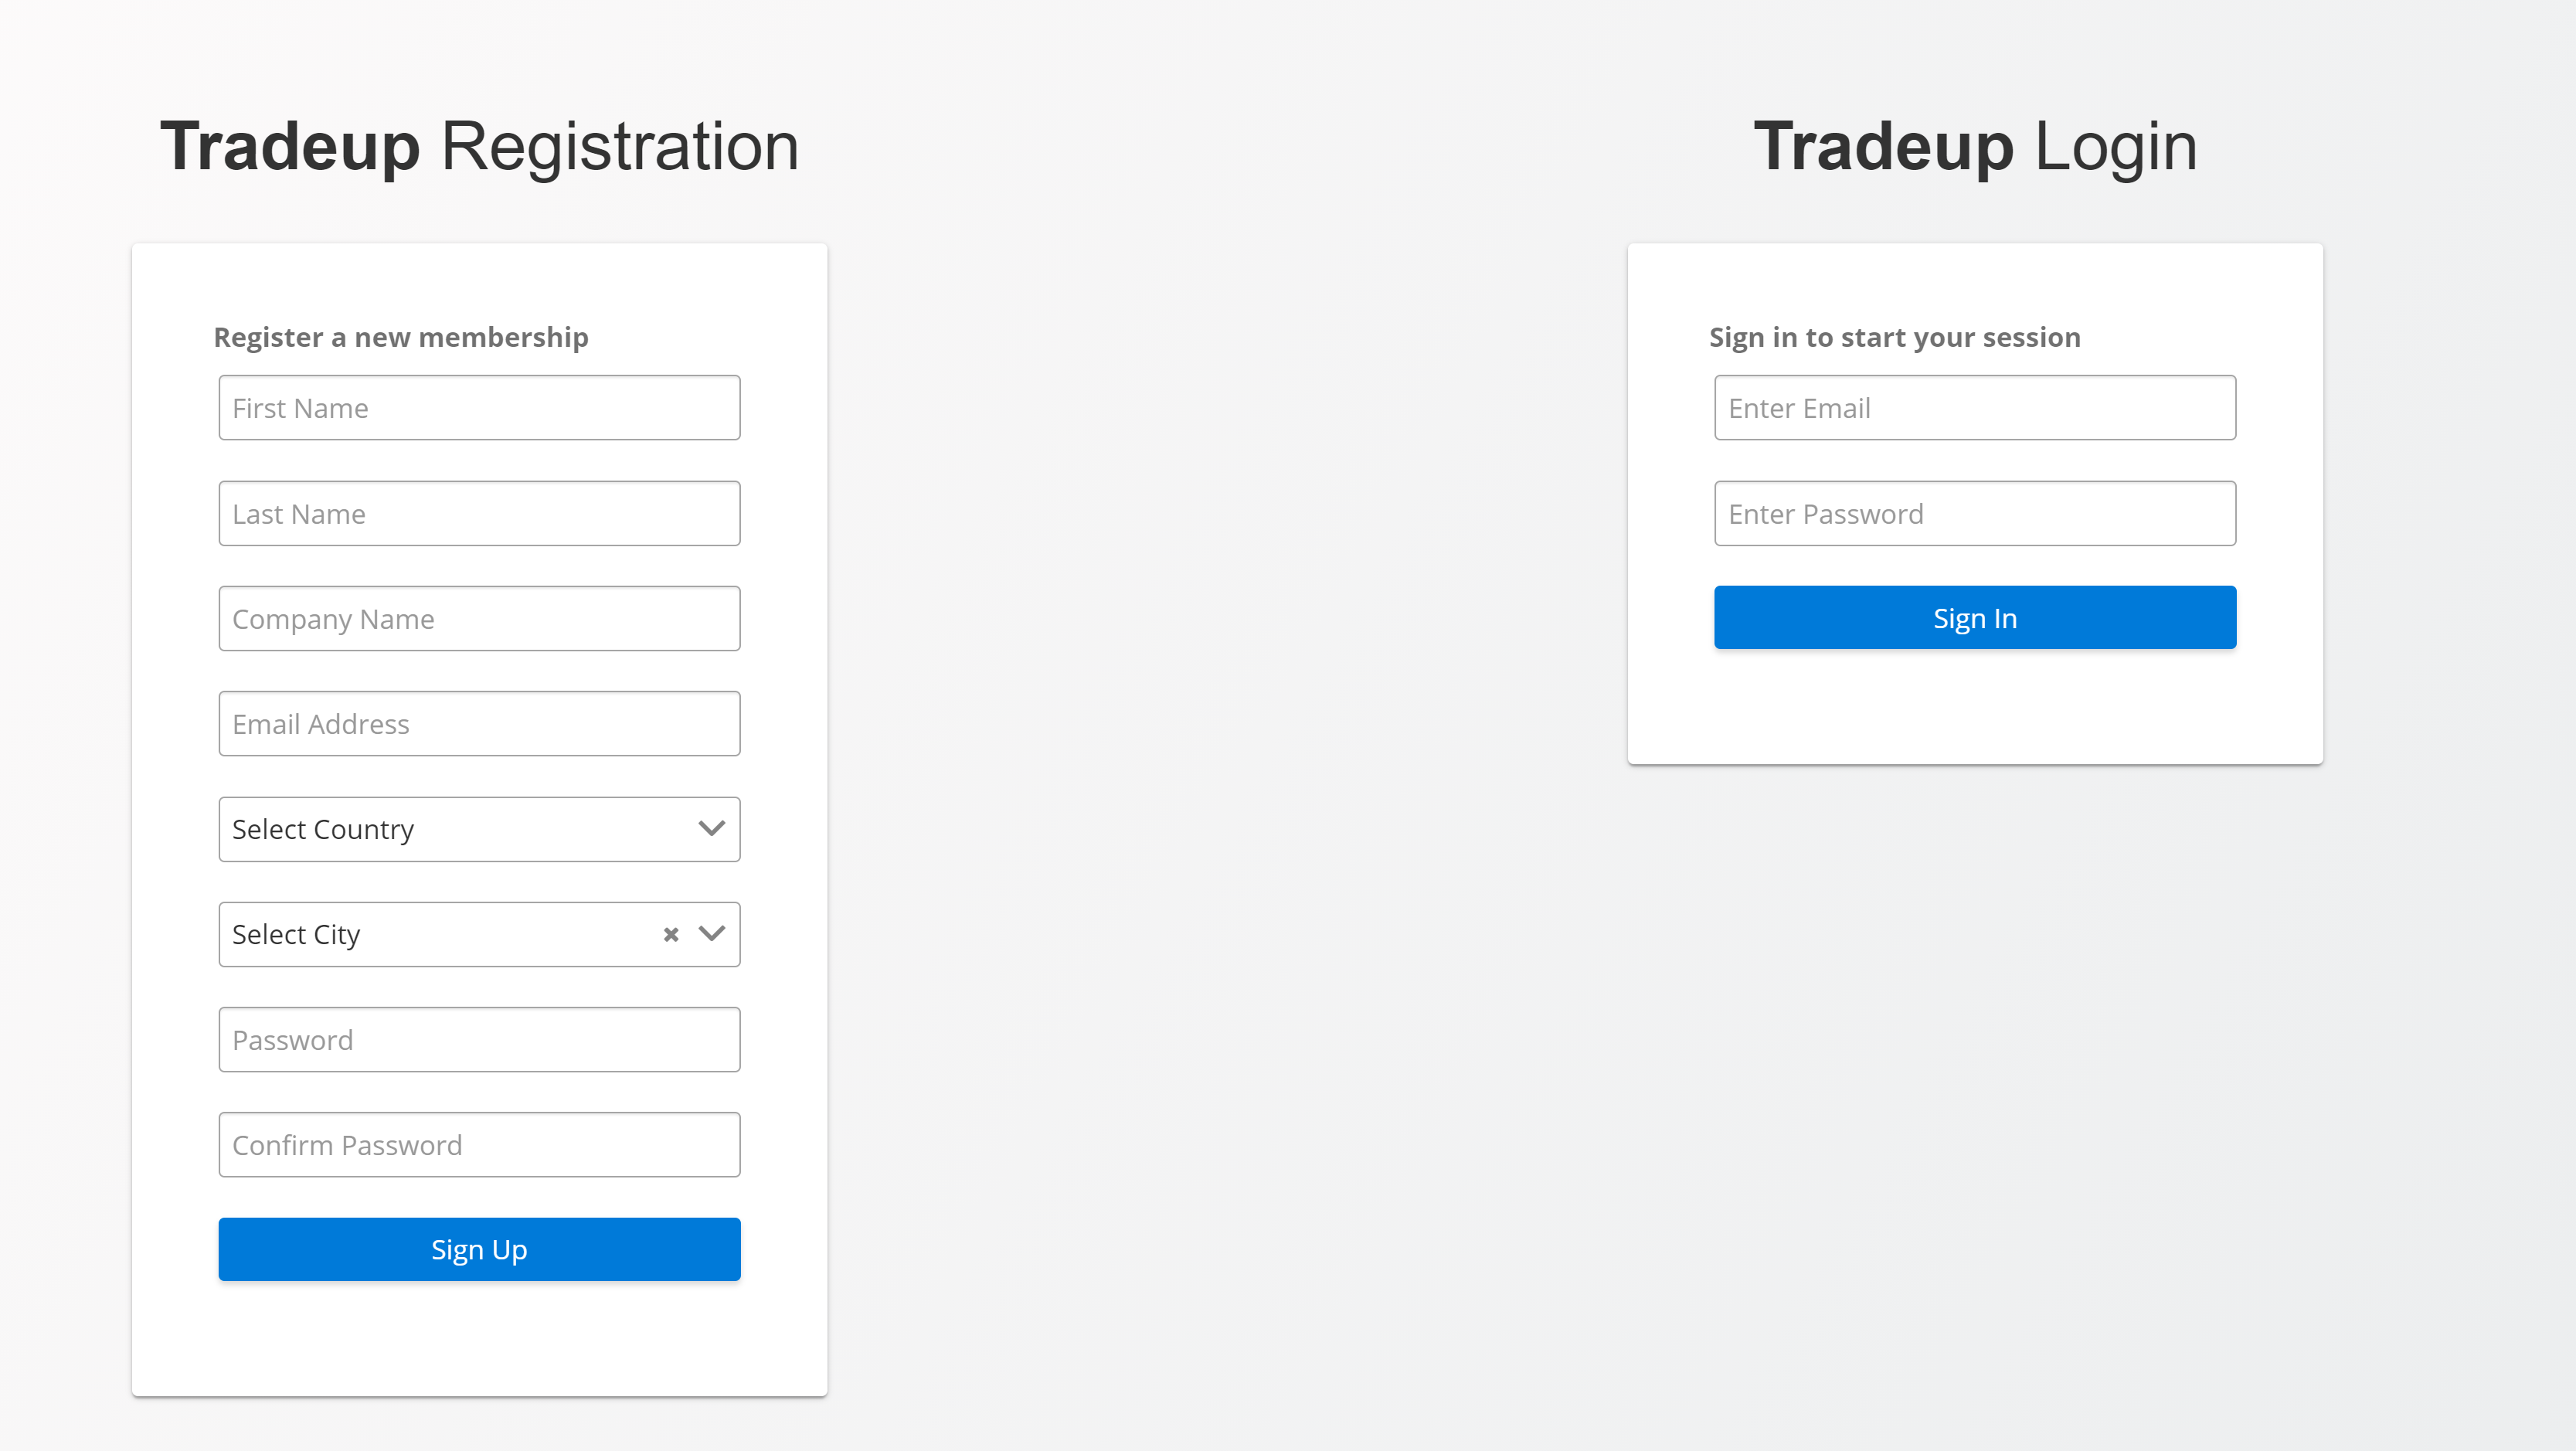 Tradeup Registration
Register a new membership
First Name
Last Name
Company Name
Email Address
Select Country
Select City
Password
Confirm Password
Sign Up
Tradeup Login
Sign in to start your session
Enter Email
Enter Password
Sign In